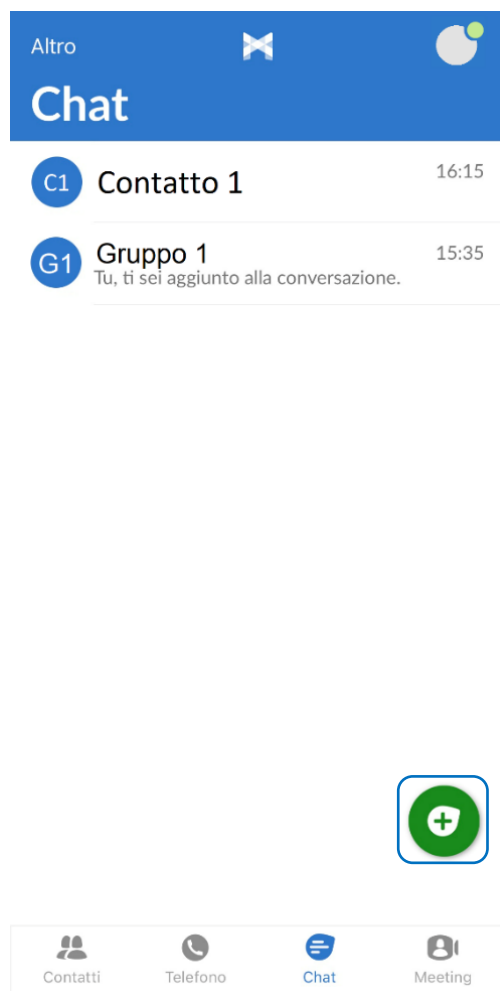 Altro
Chat
C1 Contatto 1 16:15
G1 Gruppo 1 15:35
Tu, ti sei aggiunto alla conversazione.
Contatti Telefono Chat Meeting